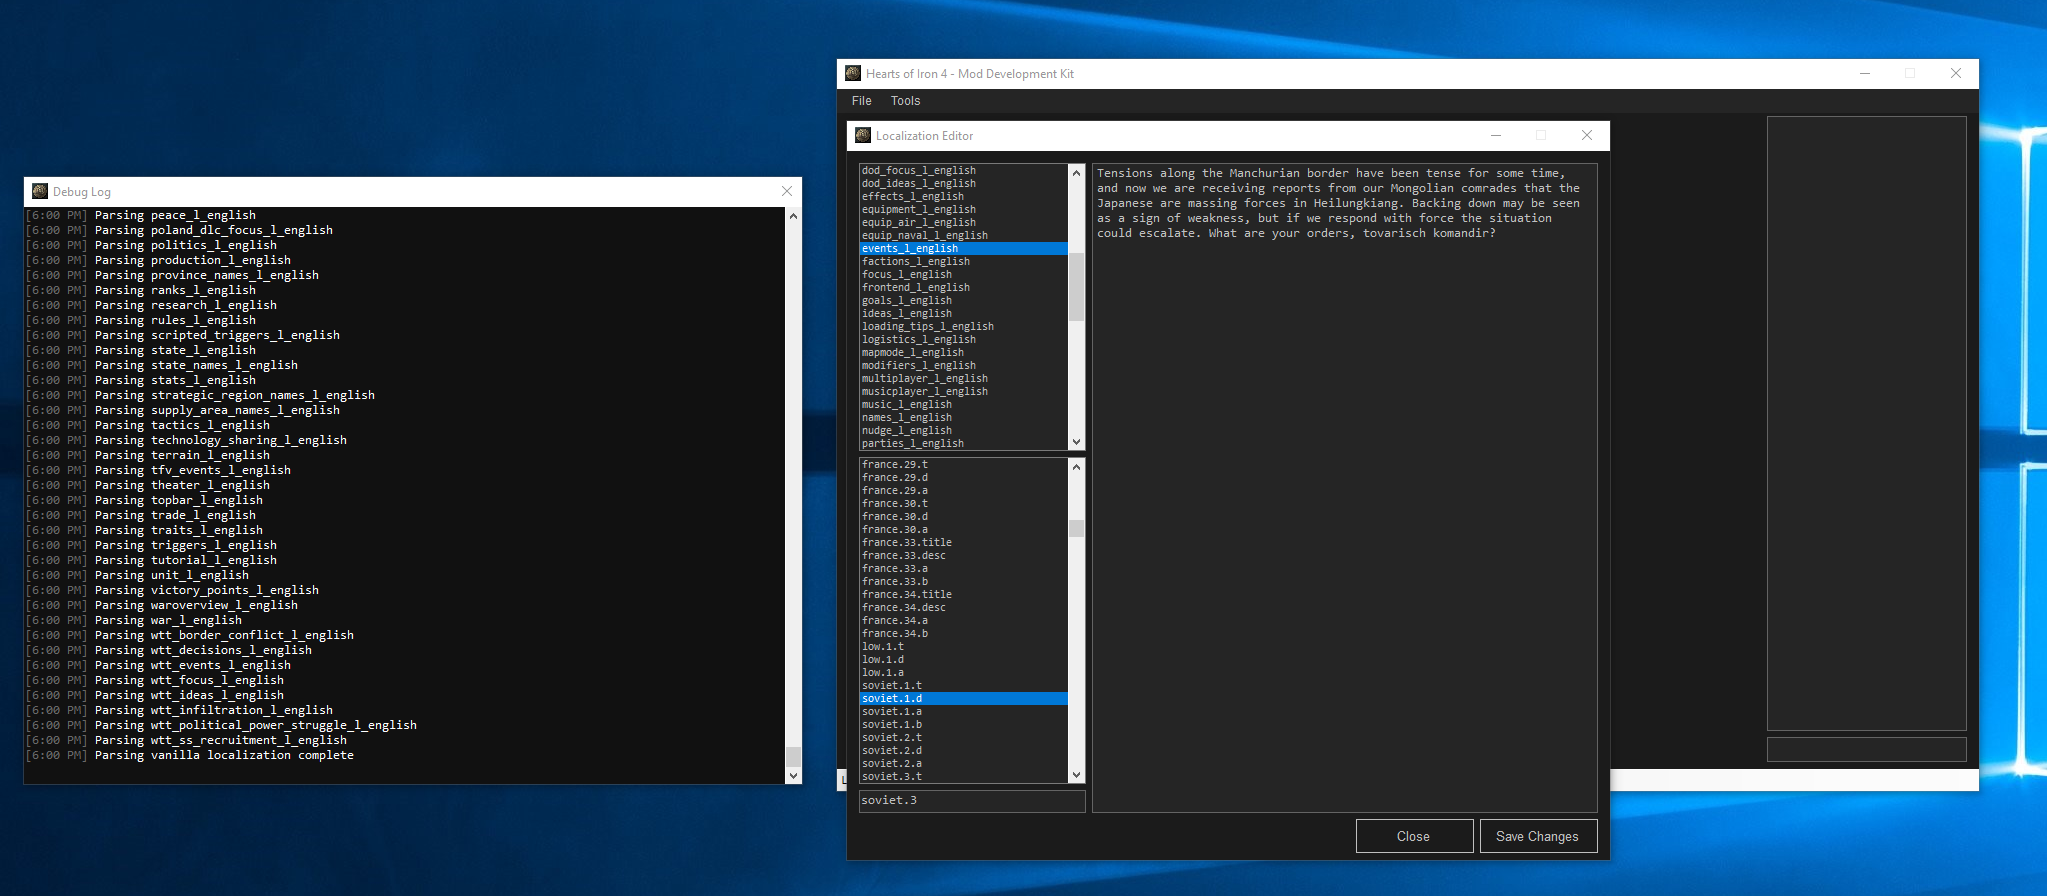 Hearts of Iron 4 - Mod Development Kit
File Tools
Localization Editor
Debug Log
[6:00 PM] Parsing peace_l_english
[6:00 PM] Parsing poland_dlc_focus_l_english
[6:00 PM] Parsing politics_l_english
[6:00 PM] Parsing production_l_english
[6:00 PM] Parsing province_names_l_english
[6:00 PM] Parsing ranks_l_english
[6:00 PM] Parsing research_l_english
[6:00 PM] Parsing rules_l_english
[6:00 PM] Parsing scripted_triggers_l_english
[6:00 PM] Parsing state_l_english
[6:00 PM] Parsing state_names_l_english
[6:00 PM] Parsing stats_l_english
[6:00 PM] Parsing strategic_region_names_l_english
[6:00 PM] Parsing supply_area_names_l_english
[6:00 PM] Parsing tactics_l_english
[6:00 PM] Parsing technology_sharing_l_english
[6:00 PM] Parsing terrain_l_english
[6:00 PM] Parsing tfv_events_l_english
[6:00 PM] Parsing theater_l_english
[6:00 PM] Parsing topbar_l_english
[6:00 PM] Parsing trade_l_english
[6:00 PM] Parsing traits_l_english
[6:00 PM] Parsing triggers_l_english
[6:00 PM] Parsing tutorial_l_english
[6:00 PM] Parsing unit_l_english
[6:00 PM] Parsing victory_points_l_english
[6:00 PM] Parsing waroverview_l_english
[6:00 PM] Parsing war_l_english
[6:00 PM] Parsing wtt_border_conflict_l_english
[6:00 PM] Parsing wtt_decisions_l_english
[6:00 PM] Parsing wtt_events_l_english
[6:00 PM] Parsing wtt_focus_l_english
[6:00 PM] Parsing wtt_ideas_l_english
[6:00 PM] Parsing wtt_infiltration_l_english
[6:00 PM] Parsing wtt_political_power_struggle_l_english
[6:00 PM] Parsing wtt_ss_recruitment_l_english
[6:00 PM] Parsing vanilla localization complete
dod_focus_l_english
dod_ideas_l_english
effects_l_english
equipment_l_english
equip_air_l_english
equip_naval_l_english
events_l_english
factions_l_english
focus_l_english
frontend_l_english
goals_l_english
ideas_l_english
loading_tips_l_english
logistics_l_english
mapmode_l_english
modifiers_l_english
multiplayer_l_english
musicplayer_l_english
music_l_english
names_l_english
nudge_l_english
parties_l_english
france.29.t
france.29.d
france.29.a
france.30.t
france.30.d
france.30.a
france.33.title
france.33.desc
france.33.a
france.33.b
france.34.title
france.34.desc
france.34.a
france.34.b
low.1.t
low.1.d
low.1.a
soviet.1.t
soviet.1.d
soviet.1.a
soviet.1.b
soviet.2.t
soviet.2.d
soviet.2.a
soviet.3.t
soviet.3
Tensions along the Manchurian border have been tense for some time,
and now we are receiving reports from our Mongolian comrades that the
Japanese are massing forces in Heilungkiang. Backing down may be seen
as a sign of weakness, but if we respond with force the situation
could escalate. What are your orders, tovarisch komandir?
Close
Save Changes